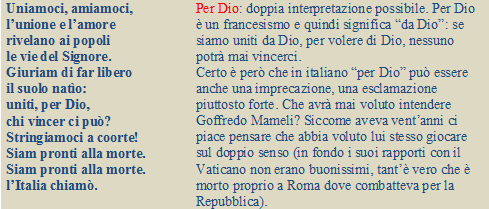 Uniamoci, amiamoci,
l'unione e l'amore
rivelano ai popoli
le vie del Signore.
Giuriam di far libero
il suolo natìo:
uniti, per Dio,
chi vincer ci può?
Stringiamoci a coorte!
Siam pronti alla morte.
Siam pronti alla morte.
l'Italia chiamò.
Per Dio: doppia interpretazione possibile. Per Dio
è un francesismo e quindi significa “da Dio”: se
siamo uniti da Dio, per volere di Dio, nessuno
potrà mai vincerci.
Certo è però che in italiano “per Dio” può essere
anche una imprecazione, una esclamazione
piuttosto forte. Che avrà mai voluto intendere
Goffredo Mameli? Siccome aveva vent’anni ci
piace pensare che abbia voluto lui stesso giocare
sul doppio senso (in fondo i suoi rapporti con il
Vaticano non erano buonissimi, tant’è vero che è
morto proprio a Roma dove combatteva per la
Repubblica).